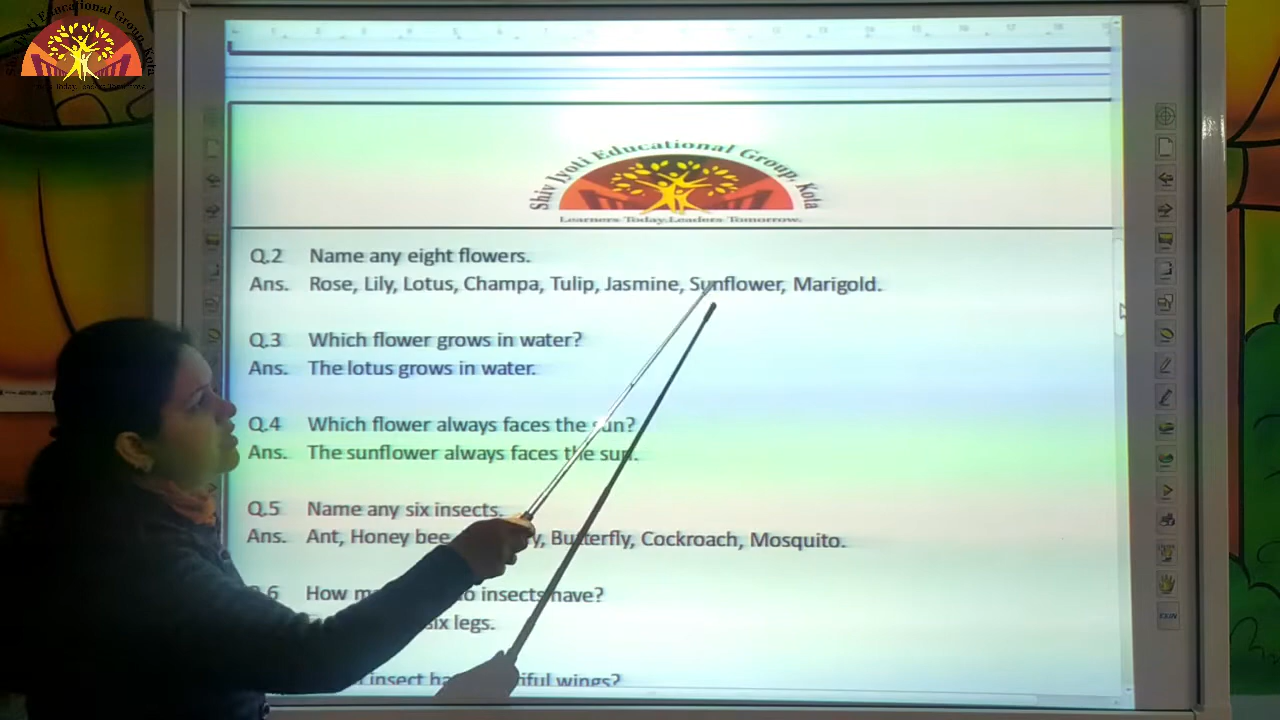 Shiv Jyoti Educational Group, Kota
Learners Today..Leaders Tomorrow.
Q.2 Name any eight flowers.
Ans. Rose, Lily, Lotus, Champa, Tulip, Jasmine, Sunflower, Marigold.
Q.3 Which flower grows in water?
Ans. The lotus grows in water.
Q.4 Which flower always faces the sun?
Ans. The sunflower always faces the sun.
Q.5 Name any six insects.
Ans. Ant, Honey bee Butterfly, Cockroach, Mosquito.
6 How insects have?
six legs.
insect wings?